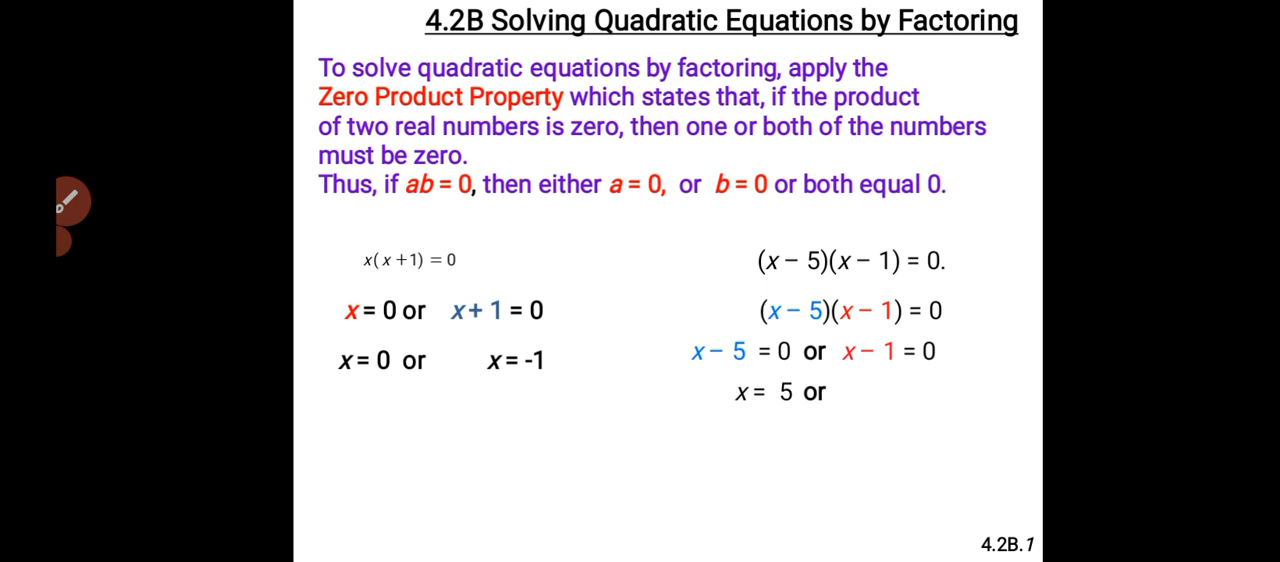 4.2B Solving Quadratic Equations by Factoring
To solve quadratic equations by factoring, apply the
Zero Product Property which states that, if the product
of two real numbers is zero, then one or both of the numbers
must be zero.
Thus, if ab = 0, then either a = 0, or b = 0 or both equal 0.
x(x+1) = 0
x = 0 or x+ 1 = 0
x = 0 or x = -1
(x – 5)(x – 1) = 0.
(x – 5)(x – 1) = 0
x – 5 = 0 or x – 1 = 0
x = 5 or
4.2B.1